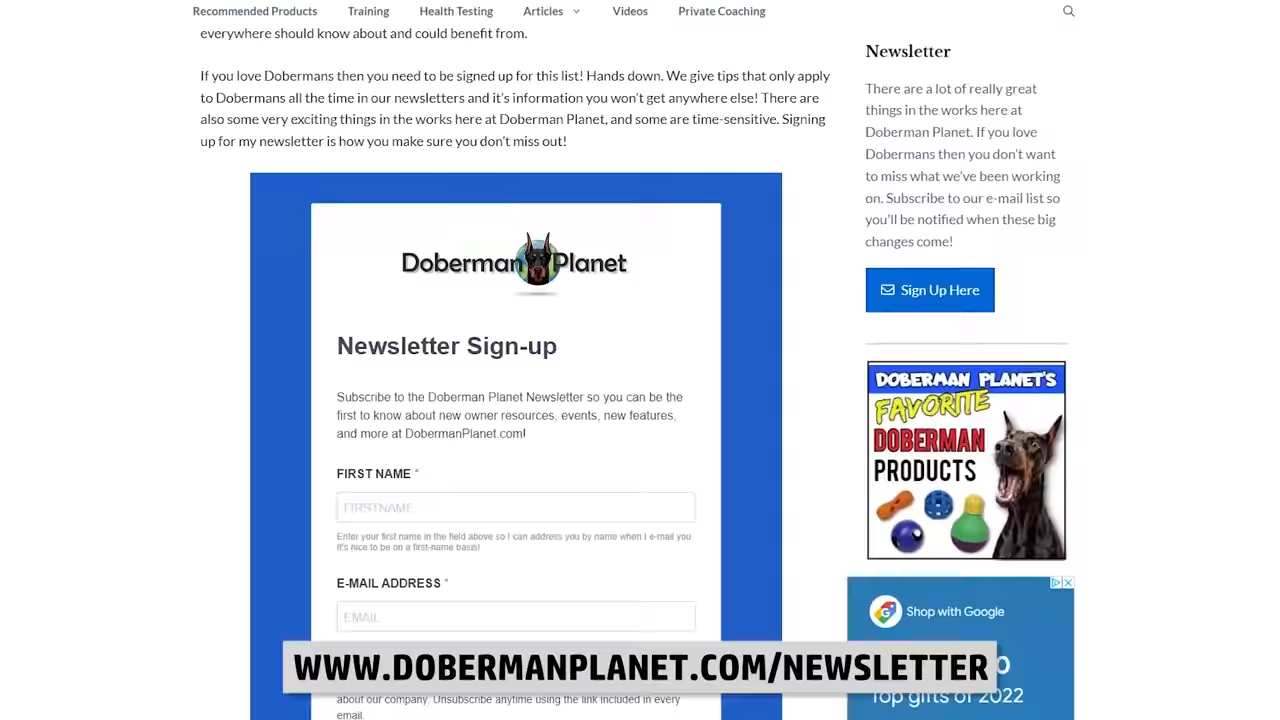 Recommended Products Training Health Testing Articles Videos Private Coaching
everywhere should know about and could benefit from.
If you love Dobermans then you need to be signed up for this list! Hands down. We give tips that only apply
to Dobermans all the time in our newsletters and it's information you won't get anywhere else! There are
also some very exciting things in the works here at Doberman Planet, and some are time-sensitive. Signing
up for my newsletter is how you make sure you don't miss out!
Doberman Planet
Newsletter Sign-up
Subscribe to the Doberman Planet Newsletter so you can be the
first to know about new owner resources, events, new features,
and more at DobermanPlanet.com!
FIRST NAME *
FIRSTNAME
Enter your first name in the field above so I can address you by name when I e-mail you
It's nice to be on a first-name basis!
E-MAIL ADDRESS *
EMAIL
WWW.DOBERMANPLANET.COM/NEWSLETTER
about our company. Unsubscribe anytime using the link included in every
email.
Newsletter
There are a lot of really great
things in the works here at
Doberman Planet. If you love
Dobermans then you don't want
to miss what we've been working
on. Subscribe to our e-mail list so
you'll be notified when these big
changes come!
Sign Up Here
DOBERMAN PLANET'S
FAVORITE
DOBERMAN
PRODUCTS
Shop with Google
Top gifts of 2022